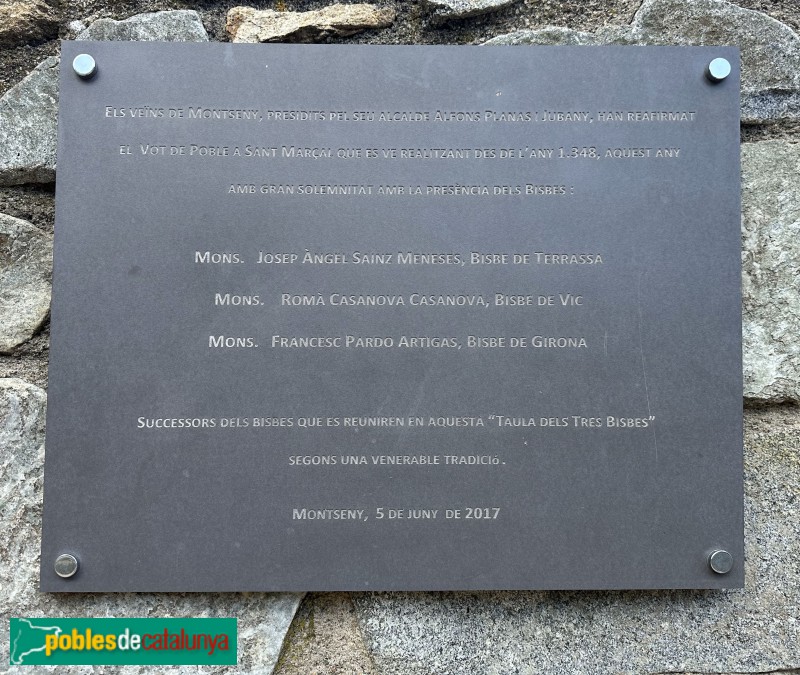 Els veïns de Montseny, presidits pel seu alcalde Alfons Planas i Jubany, han reafirmat
el Vot de Poble a Sant Marçal que es ve realitzant des de l'any 1.348, aquest any
amb gran solemnitat amb la presència dels Bisbes :
Mons. Josep Àngel Sainz Meneses, Bisbe de Terrassa
Mons. Romà Casanova Casanova, Bisbe de Vic
Mons. Francesc Pardo Artigas, Bisbe de Girona
Successors dels bisbes que es reuniren en aquesta "Taula dels Tres Bisbes"
segons una venerable tradició.
Montseny, 5 de juny de 2017
poblesdecatalunya